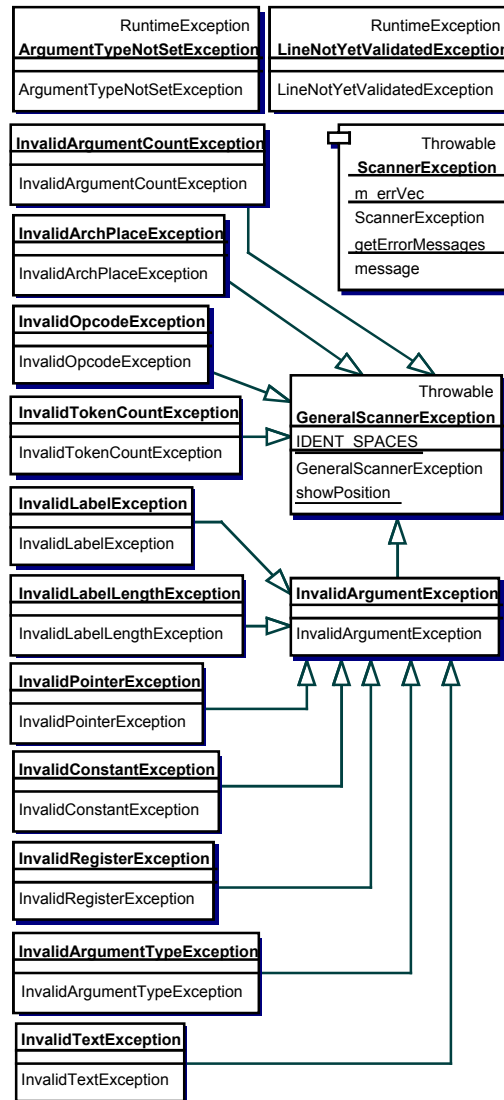 RuntimeException
ArgumentTypeNotSetException
ArgumentTypeNotSetException
RuntimeException
LineNotYetValidatedException
LineNotYetValidatedException
InvalidArgumentCountException
InvalidArgumentCountException
Throwable
ScannerException
m_errVec
ScannerException
getErrorMessages
message
InvalidArchPlaceException
InvalidArchPlaceException
InvalidOpcodeException
InvalidOpcodeException
InvalidTokenCountException
InvalidTokenCountException
Throwable
GeneralScannerException
IDENT_SPACES
GeneralScannerException
showPosition
InvalidLabelException
InvalidLabelException
InvalidLabelLengthException
InvalidLabelLengthException
InvalidArgumentException
InvalidArgumentException
InvalidPointerException
InvalidPointerException
InvalidConstantException
InvalidConstantException
InvalidRegisterException
InvalidRegisterException
InvalidArgumentTypeException
InvalidArgumentTypeException
InvalidTextException
InvalidTextException